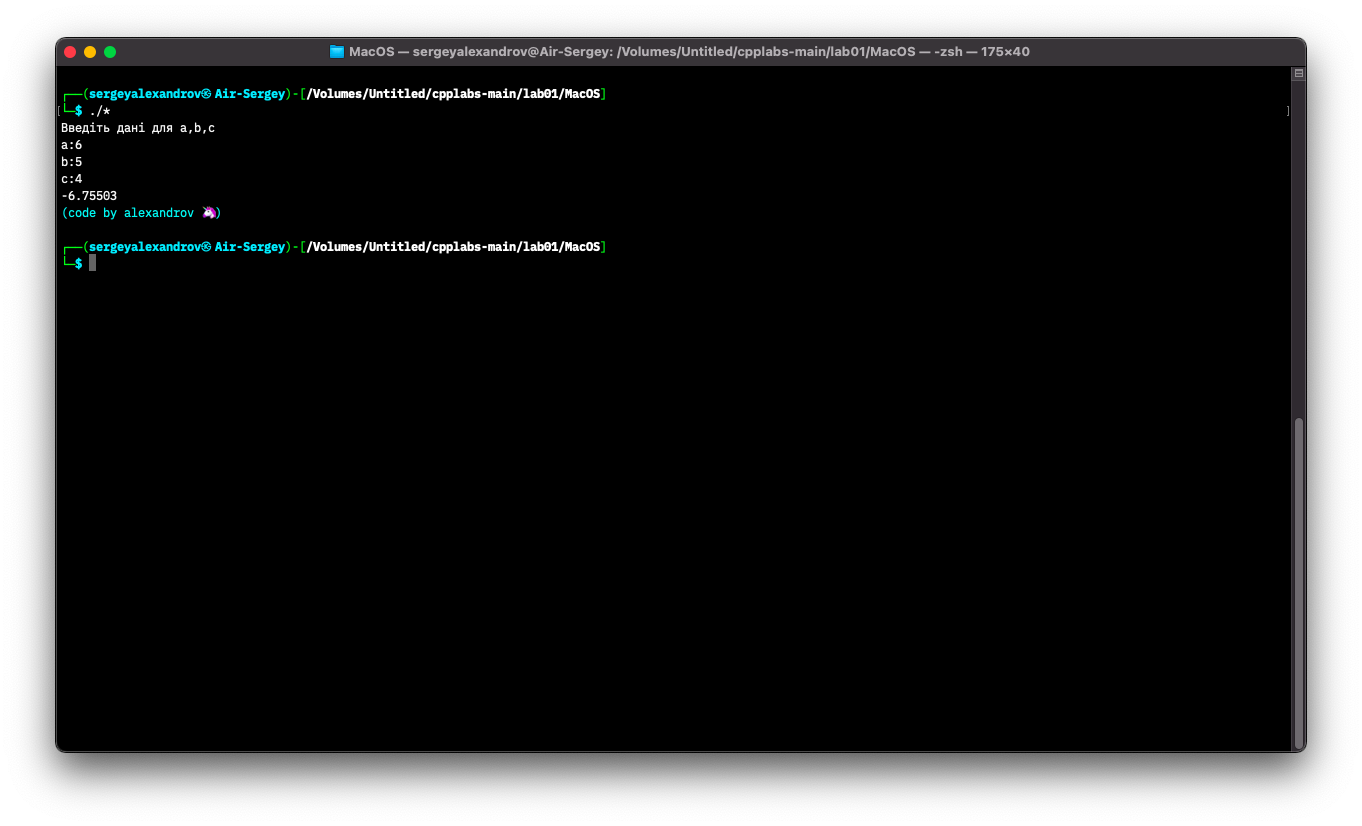 MacOS — sergeyalexandrov@Air-Sergey: /Volumes/Untitled/cpplabs-main/lab01/MacOS — -zsh — 175×40
┌──(sergeyalexandrov㉿Air-Sergey)-[/Volumes/Untitled/cpplabs-main/lab01/MacOS]
└─$ ./*
Введіть дані для a,b,c
a:6
b:5
c:4
-6.75503
(code by alexandrov 🦄)
┌──(sergeyalexandrov㉿Air-Sergey)-[/Volumes/Untitled/cpplabs-main/lab01/MacOS]
└─$